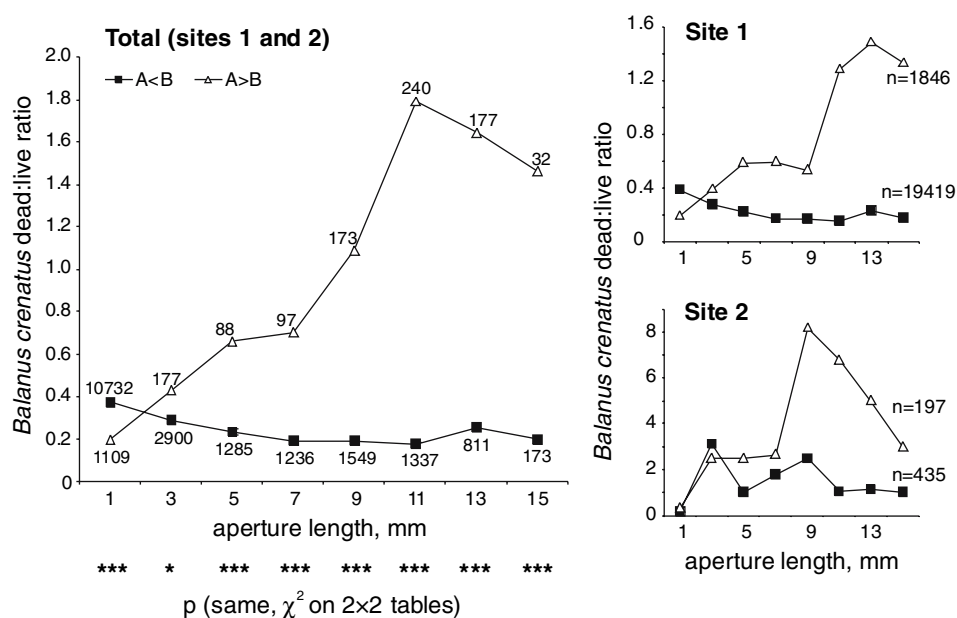 Total (sites 1 and 2)
A<B
A>B
Balanus crenatus dead:live ratio
2.0
1.8
1.6
1.4
1.2
1.0
0.8
0.6
0.4
0.2
0
240
177
32
173
97
88
177
10732
1109
2900
1285
1236
1549
1337
811
173
1 3 5 7 9 11 13 15
aperture length, mm
*** * *** *** *** *** *** ***
p (same, χ² on 2×2 tables)
Site 1
Balanus crenatus dead:live ratio
1.6
1.2
0.8
0.4
0
n=1846
n=19419
1 5 9 13
Site 2
8
6
4
2
0
n=197
n=435
1 5 9 13
aperture length, mm